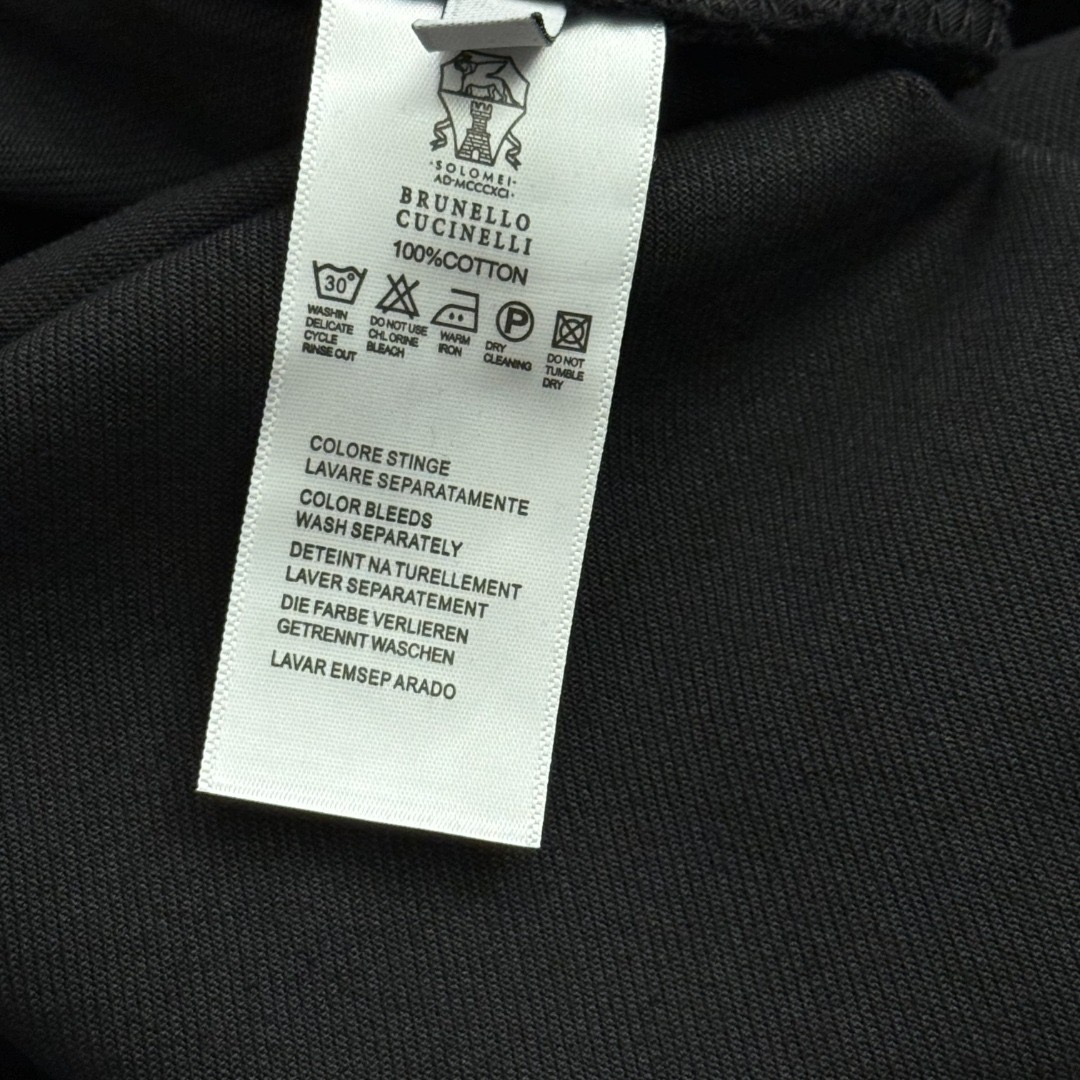 ·SOLOMEI·
AD·MCCCXCI·
BRUNELLO
CUCINELLI
100%COTTON
30°
WASHIN
DELICATE
CYCLE
RINSE OUT
DO NOT USE
CHLORINE
BLEACH
WARM
IRON
P
DRY
CLEANING
DO NOT
TUMBLE
DRY
COLORE STINGE
LAVARE SEPARATAMENTE
COLOR BLEEDS
WASH SEPARATELY
DETEINT NA TURELLEMENT
LAVER SEPARATEMENT
DIE FARBE VERLIEREN
GETRENNT WASCHEN
LAVAR EMSEP ARADO